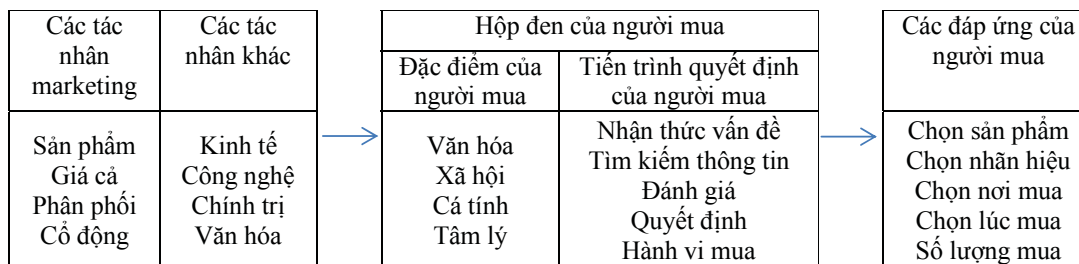 Các tác
nhân
marketing
Các tác
nhân khác
Sản phẩm
Giá cả
Phân phối
Cổ động
Kinh tế
Công nghệ
Chính trị
Văn hóa
Hộp đen của người mua
Đặc điểm của
người mua
Tiến trình quyết định
của người mua
Văn hóa
Xã hội
Cá tính
Tâm lý
Nhận thức vấn đề
Tìm kiếm thông tin
Đánh giá
Quyết định
Hành vi mua
Các đáp ứng của
người mua
Chọn sản phẩm
Chọn nhãn hiệu
Chọn nơi mua
Chọn lúc mua
Số lượng mua